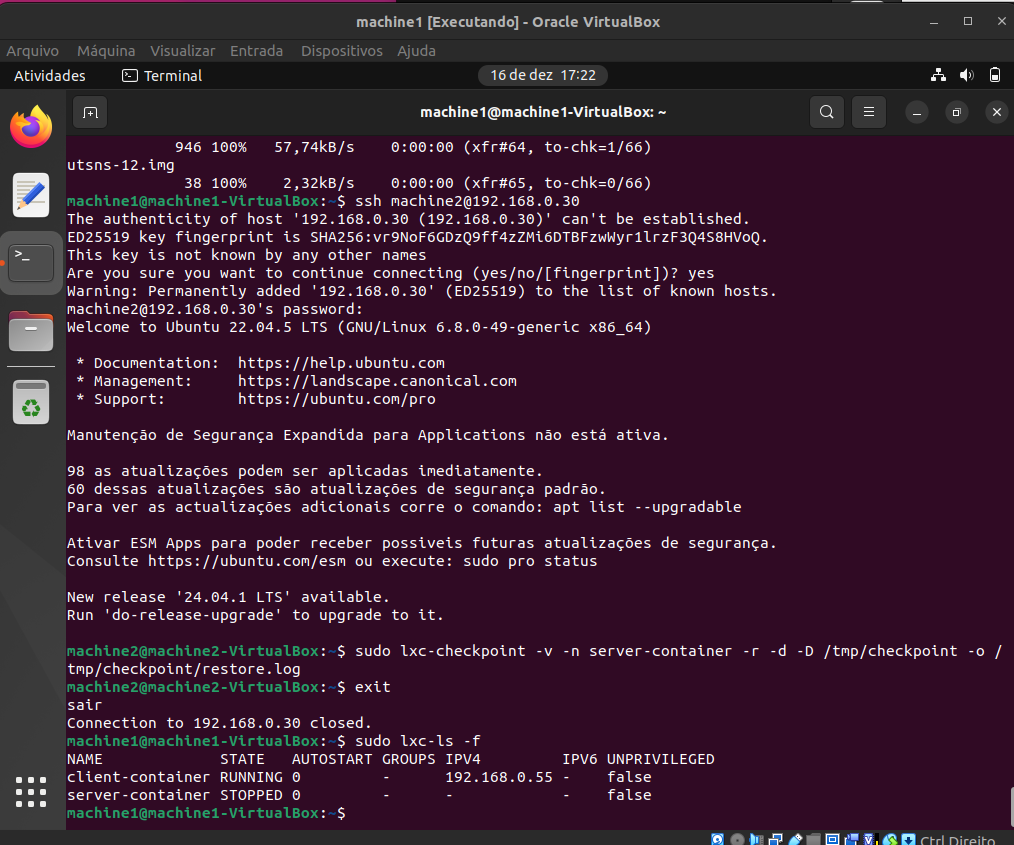 machine1 [Executando] - Oracle VirtualBox
Arquivo Máquina Visualizar Entrada Dispositivos Ajuda
Atividades Terminal 16 de dez 17:22
machine1@machine1-VirtualBox: ~
946 100% 57,74kB/s 0:00:00 (xfr#64, to-chk=1/66)
utsns-12.img
38 100% 2,32kB/s 0:00:00 (xfr#65, to-chk=0/66)
machine1@machine1-VirtualBox:~$ ssh machine2@192.168.0.30
The authenticity of host '192.168.0.30 (192.168.0.30)' can't be established.
ED25519 key fingerprint is SHA256:vr9NoF6GDzQ9ff4zZMi6DTBFzwWyr1lrzF3Q4S8HVoQ.
This key is not known by any other names
Are you sure you want to continue connecting (yes/no/[fingerprint])? yes
Warning: Permanently added '192.168.0.30' (ED25519) to the list of known hosts.
machine2@192.168.0.30's password:
Welcome to Ubuntu 22.04.5 LTS (GNU/Linux 6.8.0-49-generic x86_64)
* Documentation: https://help.ubuntu.com
* Management: https://landscape.canonical.com
* Support: https://ubuntu.com/pro
Manutenção de Segurança Expandida para Applications não está ativa.
98 as atualizações podem ser aplicadas imediatamente.
60 dessas atualizações são atualizações de segurança padrão.
Para ver as actualizações adicionais corre o comando: apt list --upgradable
Ativar ESM Apps para poder receber possiveis futuras atualizações de segurança.
Consulte https://ubuntu.com/esm ou execute: sudo pro status
New release '24.04.1 LTS' available.
Run 'do-release-upgrade' to upgrade to it.
machine2@machine2-VirtualBox:~$ sudo lxc-checkpoint -v -n server-container -r -d -D /tmp/checkpoint -o /
tmp/checkpoint/restore.log
machine2@machine2-VirtualBox:~$ exit
sair
Connection to 192.168.0.30 closed.
machine1@machine1-VirtualBox:~$ sudo lxc-ls -f
NAME STATE AUTOSTART GROUPS IPV4 IPV6 UNPRIVILEGED
client-container RUNNING 0 - 192.168.0.55 - false
server-container STOPPED 0 - - - false
machine1@machine1-VirtualBox:~$
Ctrl Direito